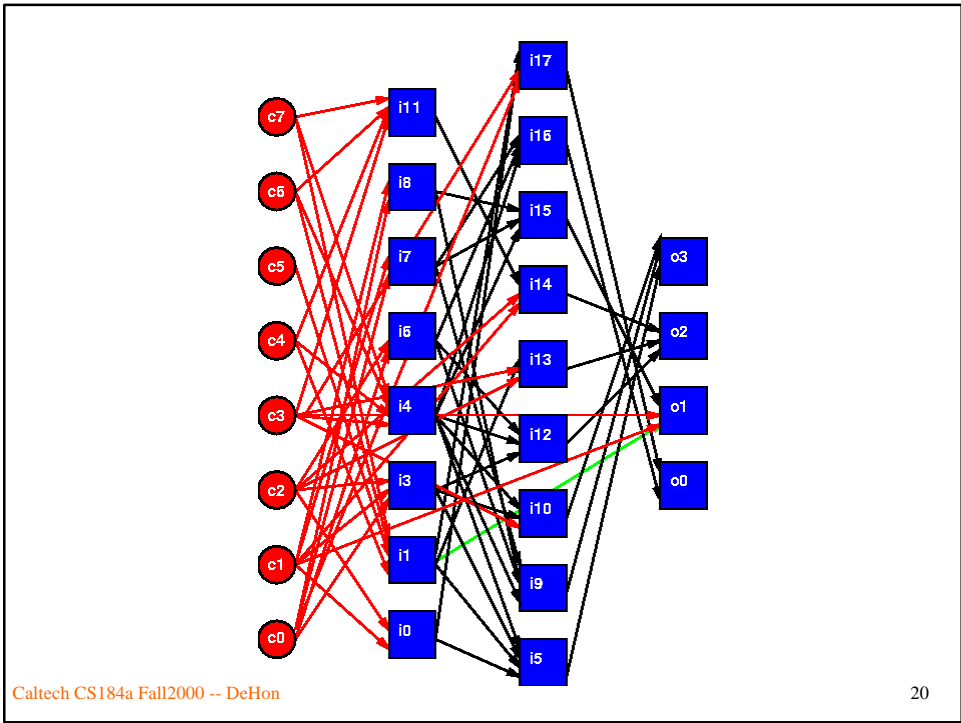 i17
i11
c7
i16
i8
c6
i15
i7
o3
c5
i14
i6
o2
c4
i13
i4
o1
c3
i12
i3
o0
c2
i10
i1
c1
i9
i0
c0
i5
Caltech CS184a Fall2000 -- DeHon
20